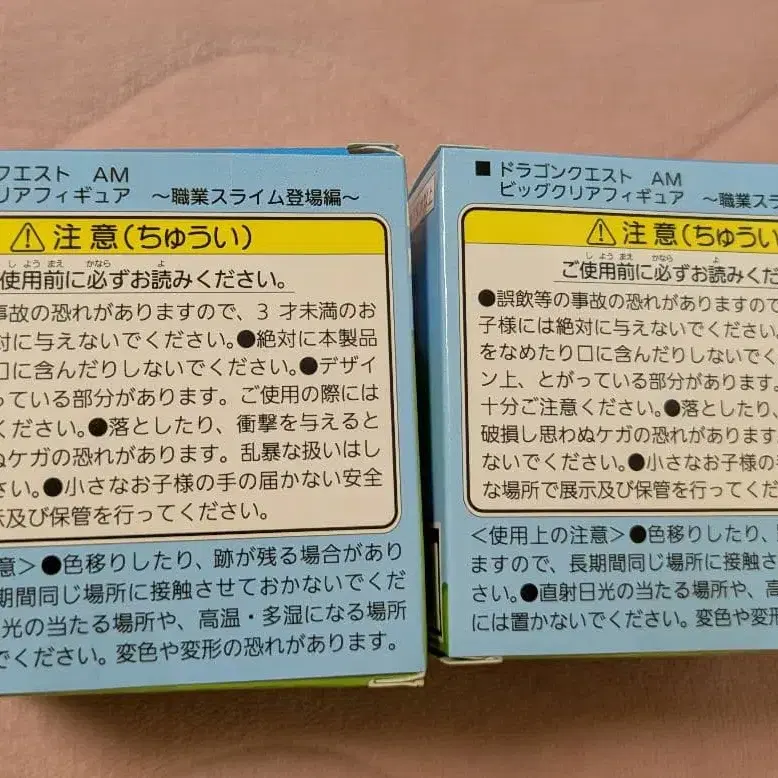 クエスト AM
リアフィギュア ～職業スライム登場編～
注意(ちゅうい)
しようまえ かなら よ
使用前に必ずお読みください。
事故の恐れがありますので、3才未満のお
対に与えないでください。●絶対に本製品
口に含んだりしないでください。●デザイ
っている部分があります。ご使用の際には
ください。●落としたり、衝撃を与えると
ぬケガの恐れがあります。乱暴な扱いはし
さい。●小さなお子様の手の届かない安全
示及び保管を行ってください。
意＞●色移りしたり、跡が残る場合があり
期間同じ場所に接触させておかないでくだ
光の当たる場所や、高温・多湿になる場所
でください。変色や変形の恐れがあります。
■ ドラゴンクエスト AM
ビッグクリアフィギュア ～職業スラ
注意(ちゅうい
しようまえ かなら よ
ご使用前に必ずお読みくだ
●誤飲等の事故の恐れがありますので
子様には絶対に与えないでください。
をなめたり口に含んだりしないでく
ン上、とがっている部分があります。
十分ご注意ください。●落としたり、
破損し思わぬケガの恐れがあります
ないでください。●小さなお子様の手
な場所で展示及び保管を行ってくださ
＜使用上の注意＞●色移りしたり、
ますので、長期間同じ場所に接触さ
さい。●直射日光の当たる場所や、高
には置かないでください。変色や変形